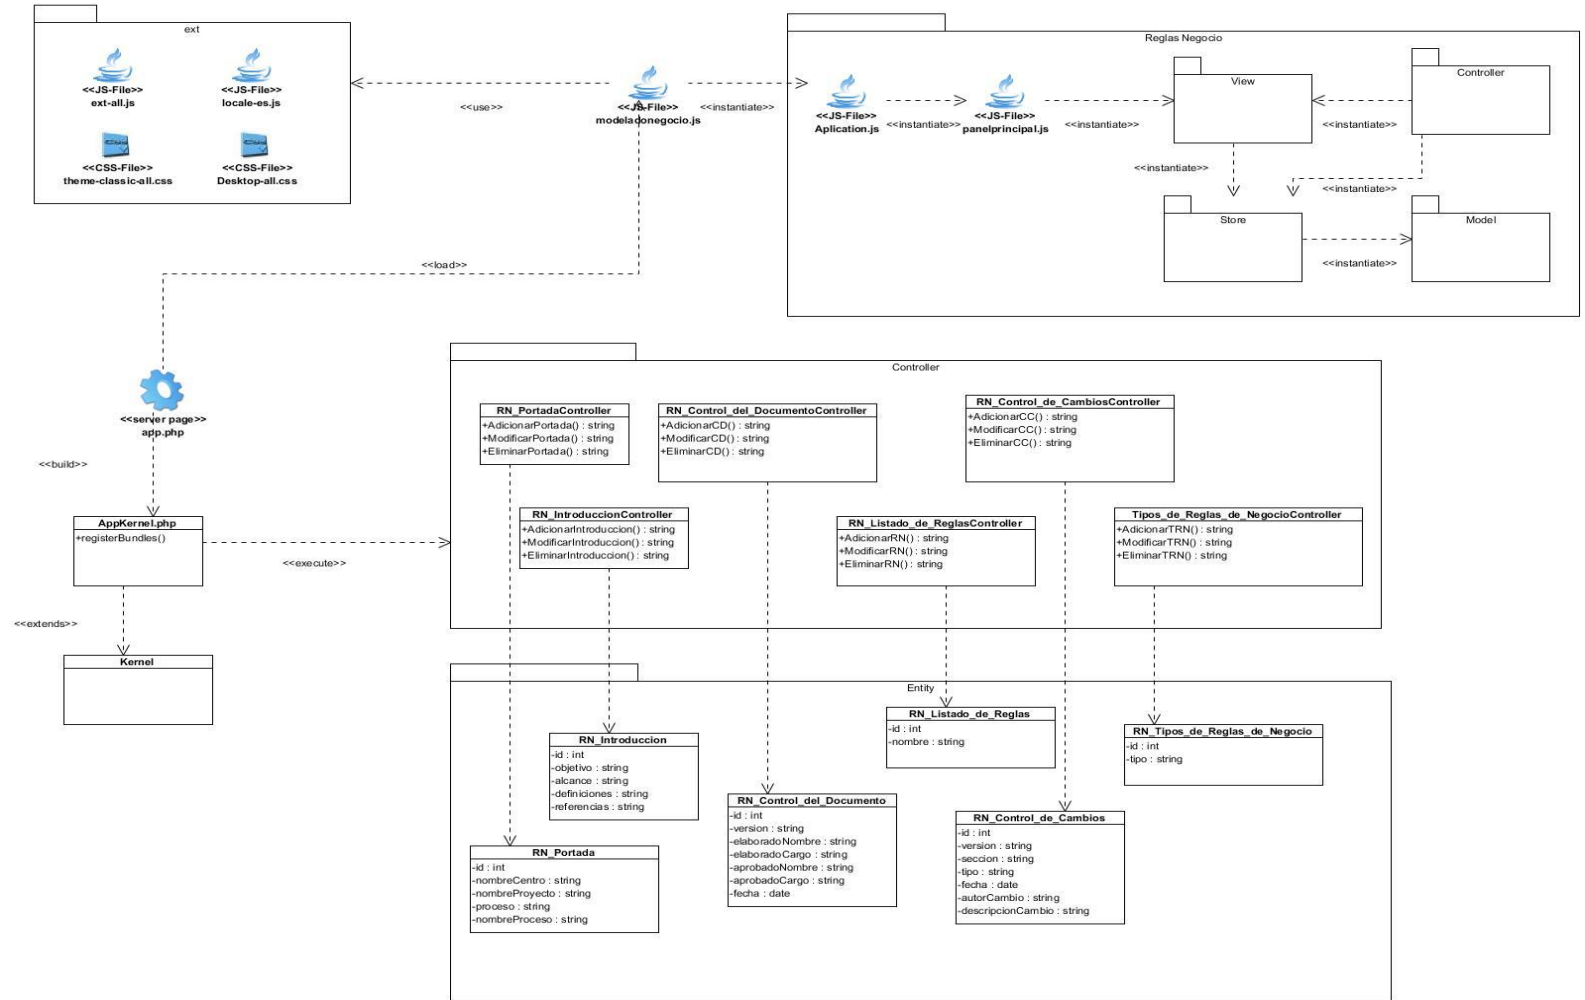 ext
<<JS-File>>
ext-all.js
<<JS-File>>
locale-es.js
<<CSS-File>>
theme-classic-all.css
<<CSS-File>>
Desktop-all.css
<<use>>
<<JS-File>>
modeladonegocio.js
<<instantiate>>
Reglas Negocio
<<JS-File>>
Aplication.js
<<instantiate>>
<<JS-File>>
panelprincipal.js
<<instantiate>>
View
<<instantiate>>
Controller
<<instantiate>>
<<instantiate>>
Store
<<instantiate>>
Model
<<load>>
<<server page>>
app.php
<<build>>
AppKernel.php
+registerBundles()
<<execute>>
<<extends>>
Kernel
Controller
RN_PortadaController
+AdicionarPortada() : string
+ModificarPortada() : string
+EliminarPortada() : string
RN_Control_del_DocumentoController
+AdicionarCD() : string
+ModificarCD() : string
+EliminarCD() : string
RN_Control_de_CambiosController
+AdicionarCC() : string
+ModificarCC() : string
+EliminarCC() : string
RN_IntroduccionController
+AdicionarIntroduccion() : string
+ModificarIntroduccion() : string
+EliminarIntroduccion() : string
RN_Listado_de_ReglasController
+AdicionarRN() : string
+ModificarRN() : string
+EliminarRN() : string
Tipos_de_Reglas_de_NegocioController
+AdicionarTRN() : string
+ModificarTRN() : string
+EliminarTRN() : string
Entity
RN_Introduccion
-id : int
-objetivo : string
-alcance : string
-definiciones : string
-referencias : string
RN_Listado_de_Reglas
-id : int
-nombre : string
RN_Tipos_de_Reglas_de_Negocio
-id : int
-tipo : string
RN_Portada
-id : int
-nombreCentro : string
-nombreProyecto : string
-proceso : string
-nombreProceso : string
RN_Control_del_Documento
-id : int
-version : string
-elaboradoNombre : string
-elaboradoCargo : string
-aprobadoNombre : string
-aprobadoCargo : string
-fecha : date
RN_Control_de_Cambios
-id : int
-version : string
-seccion : string
-tipo : string
-fecha : date
-autorCambio : string
-descripcionCambio : string